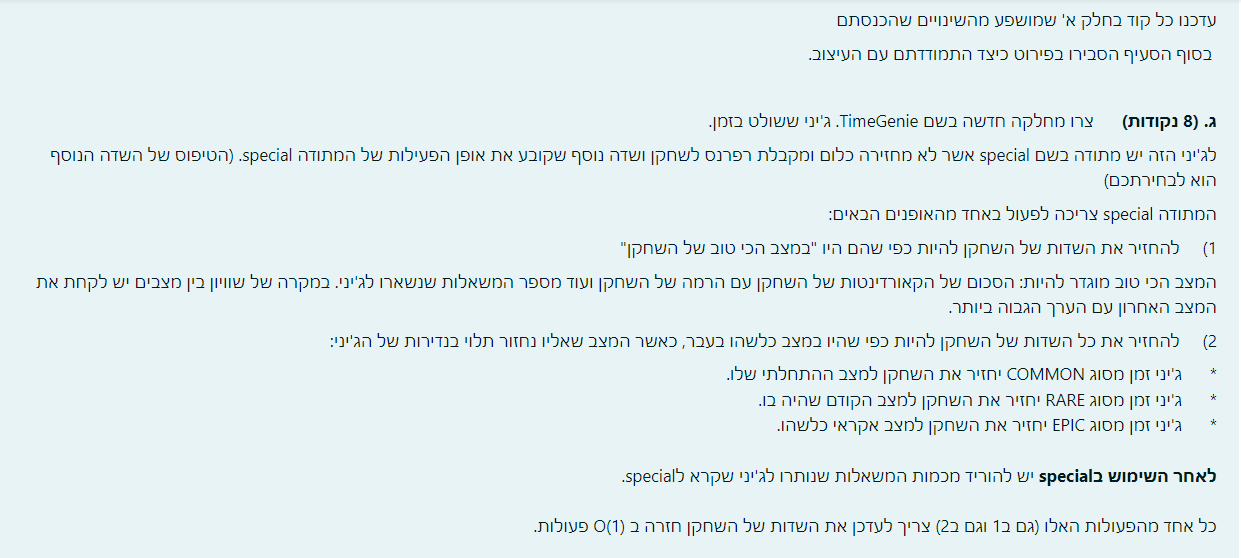 עדכנו כל קוד בחלק א' שמושפע מהשינויים שהכנסתם
בסוף הסעיף הסבירו בפירוט כיצד התמודדתם עם העיצוב.
ג. (8 נקודות) צרו מחלקה חדשה בשם TimeGenie. ג'יני ששולט בזמן.
לג'יני הזה יש מתודה בשם special אשר לא מחזירה כלום ומקבלת רפרנס לשחקן ושדה נוסף שקובע את אופן הפעילות של המתודה special. (הטיפוס של השדה הנוסף
הוא לבחירתכם)
המתודה special צריכה לפעול באחד מהאופנים הבאים:
1) להחזיר את השדות של השחקן להיות כפי שהם היו "במצב הכי טוב של השחקן"
המצב הכי טוב מוגדר להיות: הסכום של הקאורדינטות של השחקן עם הרמה של השחקן ועוד מספר המשאלות שנשארו לג'יני. במקרה של שוויון בין מצבים יש לקחת את
המצב האחרון עם הערך הגבוה ביותר.
2) להחזיר את כל השדות של השחקן להיות כפי שהיו במצב כלשהו בעבר, כאשר המצב שאליו נחזור תלוי בנדירות של הג'יני:
* ג'יני זמן מסוג COMMON יחזיר את השחקן למצב ההתחלתי שלו.
* ג'יני זמן מסוג RARE יחזיר את השחקן למצב הקודם שהיה בו.
* ג'יני זמן מסוג EPIC יחזיר את השחקן למצב אקראי כלשהו.
לאחר השימוש בspecial יש להוריד מכמות המשאלות שנותרו לג'יני שקרא לspecial.
כל אחד מהפעולות האלו (גם ב1 וגם ב2) צריך לעדכן את השדות של השחקן חזרה ב O(1) פעולות.